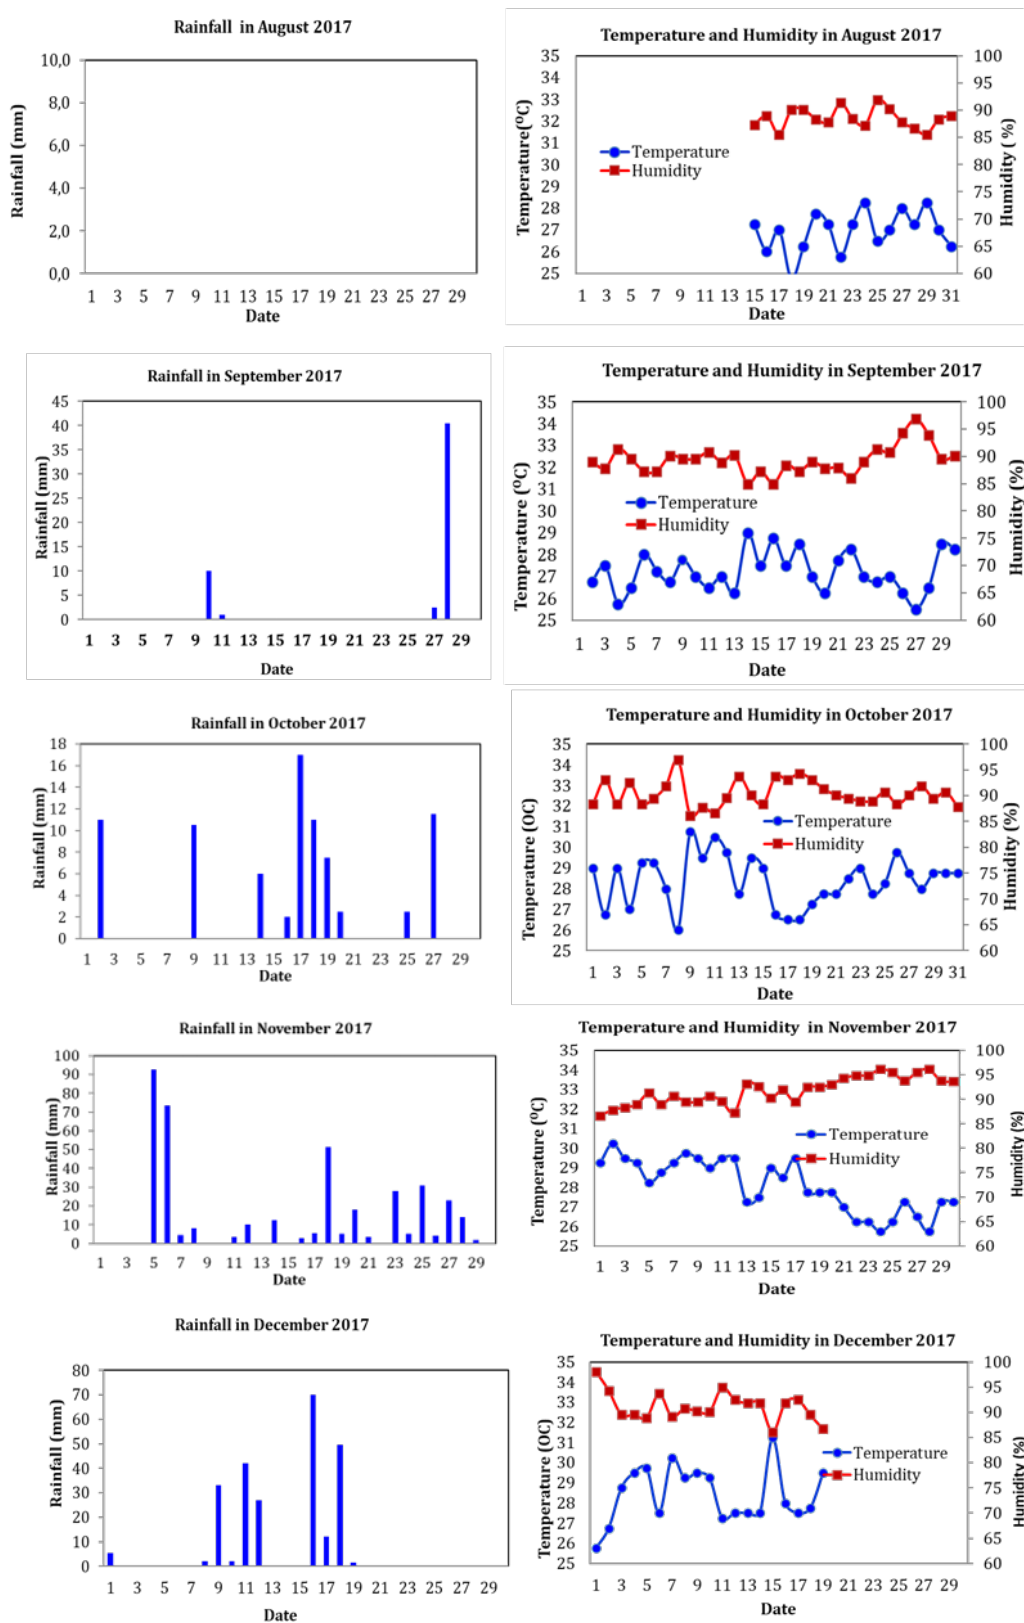 Rainfall in August 2017
Rainfall (mm)
10,0
8,0
6,0
4,0
2,0
0,0
1 3 5 7 9 11 13 15 17 19 21 23 25 27 29
Date
Temperature and Humidity in August 2017
Temperature(⁰C)
35
34
33
32
31
30
29
28
27
26
25
Temperature
Humidity
100
95
90
85
80
75
70
65
60
Humidity ( %)
1 3 5 7 9 11 13 15 17 19 21 23 25 27 29 31
Date
Rainfall in September 2017
Rainfall (mm)
45
40
35
30
25
20
15
10
5
0
1 3 5 7 9 11 13 15 17 19 21 23 25 27 29
Date
Temperature and Humidity in September 2017
Temperature (⁰C)
35
34
33
32
31
30
29
28
27
26
25
Temperature
Humidity
100
95
90
85
80
75
70
65
60
Humidity (%)
1 3 5 7 9 11 13 15 17 19 21 23 25 27 29
Date
Rainfall in October 2017
Rainfall (mm)
18
16
14
12
10
8
6
4
2
0
1 3 5 7 9 11 13 15 17 19 21 23 25 27 29
Date
Temperature and Humidity in October 2017
Temperature (OC)
35
34
33
32
31
30
29
28
27
26
25
Temperature
Humidity
100
95
90
85
80
75
70
65
60
Humidity (%)
1 3 5 7 9 11 13 15 17 19 21 23 25 27 29 31
Date
Rainfall in November 2017
Rainfall (mm)
100
90
80
70
60
50
40
30
20
10
0
1 3 5 7 9 11 13 15 17 19 21 23 25 27 29
Date
Temperature and Humidity in November 2017
Temperature (⁰C)
35
34
33
32
31
30
29
28
27
26
25
Temperature
Humidity
100
95
90
85
80
75
70
65
60
Humidity (%)
1 3 5 7 9 11 13 15 17 19 21 23 25 27 29
Date
Rainfall in December 2017
Rainfall (mm)
80
70
60
50
40
30
20
10
0
1 3 5 7 9 11 13 15 17 19 21 23 25 27 29
Date
Temperature and Humidity in December 2017
Temperature (OC)
35
34
33
32
31
30
29
28
27
26
25
Temperature
Humidity
100
95
90
85
80
75
70
65
60
Humidity (%)
1 3 5 7 9 11 13 15 17 19 21 23 25 27 29
Date